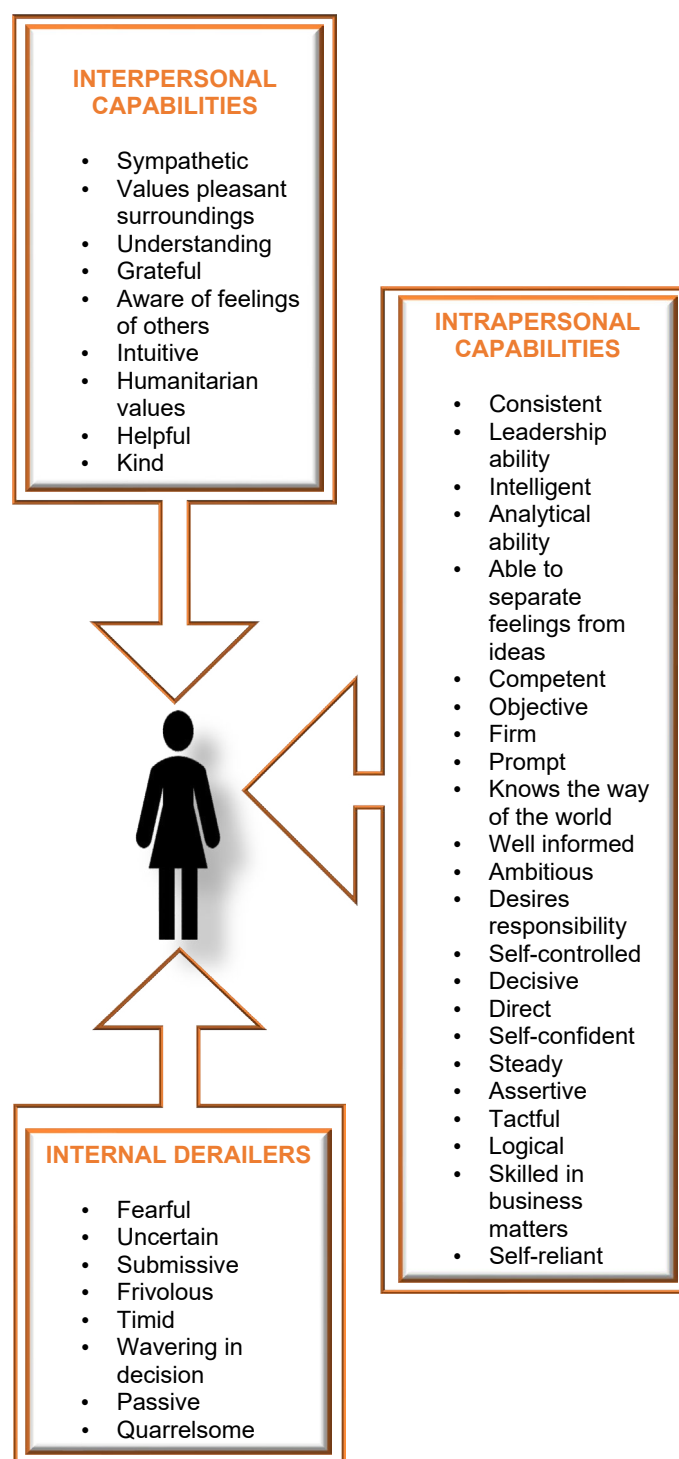 INTERPERSONAL
CAPABILITIES
• Sympathetic
• Values pleasant
surroundings
• Understanding
• Grateful
• Aware of feelings
of others
• Intuitive
• Humanitarian
values
• Helpful
• Kind
INTRAPERSONAL
CAPABILITIES
• Consistent
• Leadership
ability
• Intelligent
• Analytical
ability
• Able to
separate
feelings from
ideas
• Competent
• Objective
• Firm
• Prompt
• Knows the way
of the world
• Well informed
• Ambitious
• Desires
responsibility
• Self-controlled
• Decisive
• Direct
• Self-confident
• Steady
• Assertive
• Tactful
• Logical
• Skilled in
business
matters
• Self-reliant
INTERNAL DERAILERS
• Fearful
• Uncertain
• Submissive
• Frivolous
• Timid
• Wavering in
decision
• Passive
• Quarrelsome